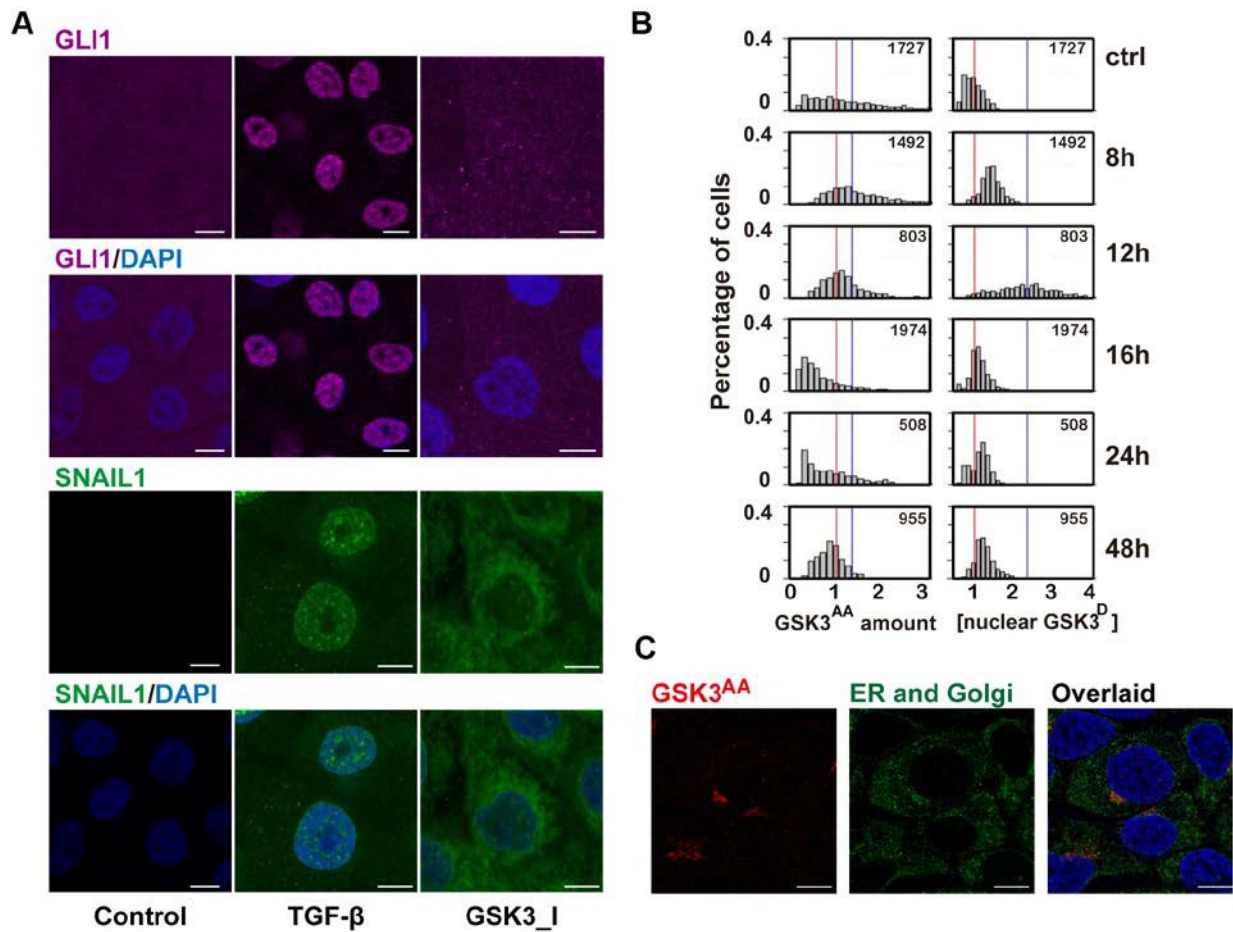 A
GLI1
GLI1/DAPI
SNAIL1
SNAIL1/DAPI
Control TGF-β GSK3_I
B
Percentage of cells
0.4 1727 1727 ctrl
0
0.4 1492 1492 8h
0
0.4 803 803 12h
0
0.4 1974 1974 16h
0
0.4 508 508 24h
0
0.4 955 955 48h
0
0 1 2 3 1 2 3 4
GSK3AA amount [nuclear GSK3D]
C
GSK3AA ER and Golgi Overlaid